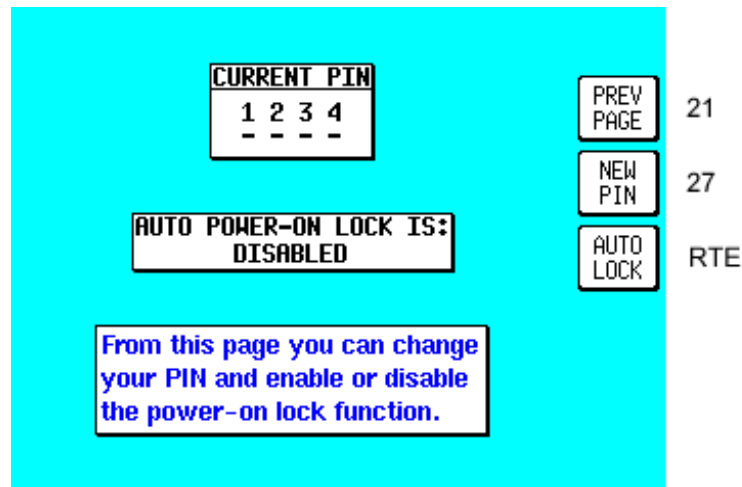 CURRENT PIN
1 2 3 4
- - - -
PREV
PAGE
21
NEW
PIN
27
AUTO POWER-ON LOCK IS:
DISABLED
AUTO
LOCK
RTE
From this page you can change
your PIN and enable or disable
the power-on lock function.